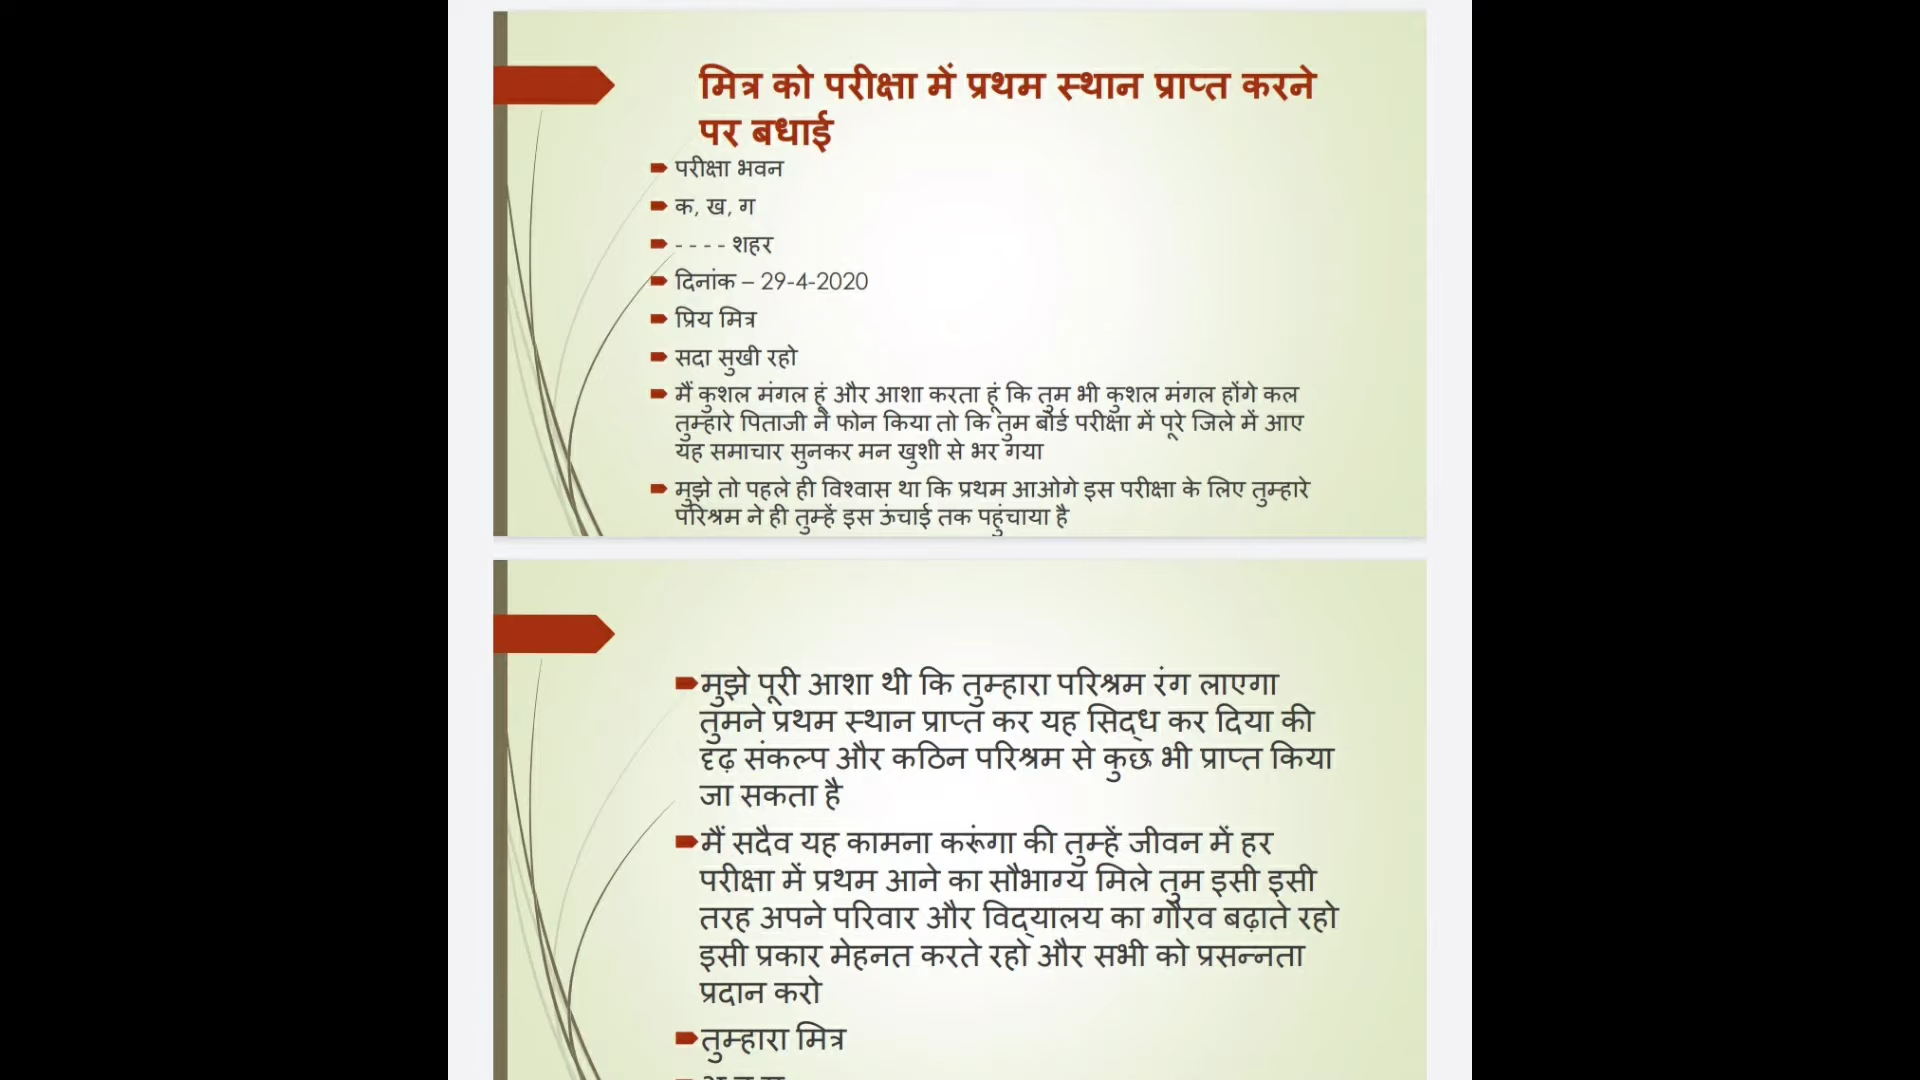 मित्र को परीक्षा में प्रथम स्थान प्राप्त करने
पर बधाई
परीक्षा भवन
क, ख, ग
- - - - शहर
दिनांक – 29-4-2020
प्रिय मित्र
सदा सुखी रहो
मैं कुशल मंगल हूं और आशा करता हूं कि तुम भी कुशल मंगल होंगे कल
तुम्हारे पिताजी ने फोन किया तो कि तुम बोर्ड परीक्षा में पूरे जिले में आए
यह समाचार सुनकर मन खुशी से भर गया
मुझे तो पहले ही विश्वास था कि प्रथम आओगे इस परीक्षा के लिए तुम्हारे
परिश्रम ने ही तुम्हें इस ऊंचाई तक पहुंचाया है
मुझे पूरी आशा थी कि तुम्हारा परिश्रम रंग लाएगा
तुमने प्रथम स्थान प्राप्त कर यह सिद्ध कर दिया की
दृढ़ संकल्प और कठिन परिश्रम से कुछ भी प्राप्त किया
जा सकता है
मैं सदैव यह कामना करूंगा की तुम्हें जीवन में हर
परीक्षा में प्रथम आने का सौभाग्य मिले तुम इसी इसी
तरह अपने परिवार और विद्यालय का गौरव बढ़ाते रहो
इसी प्रकार मेहनत करते रहो और सभी को प्रसन्नता
प्रदान करो
तुम्हारा मित्र